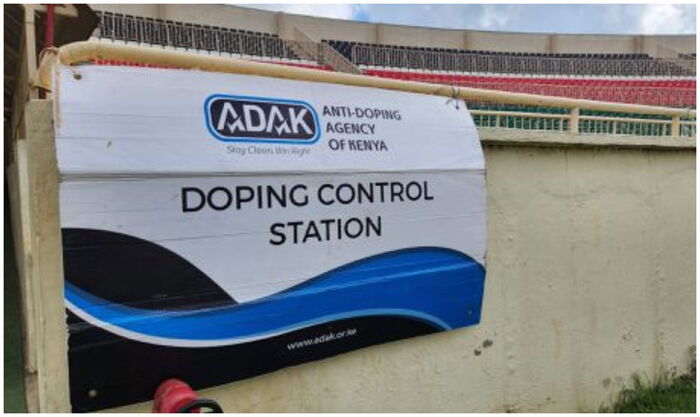 ADAK
Stay Clean, Win Right
ANTI-DOPING
AGENCY
OF KENYA
DOPING CONTROL
STATION
www.adak.or.ke